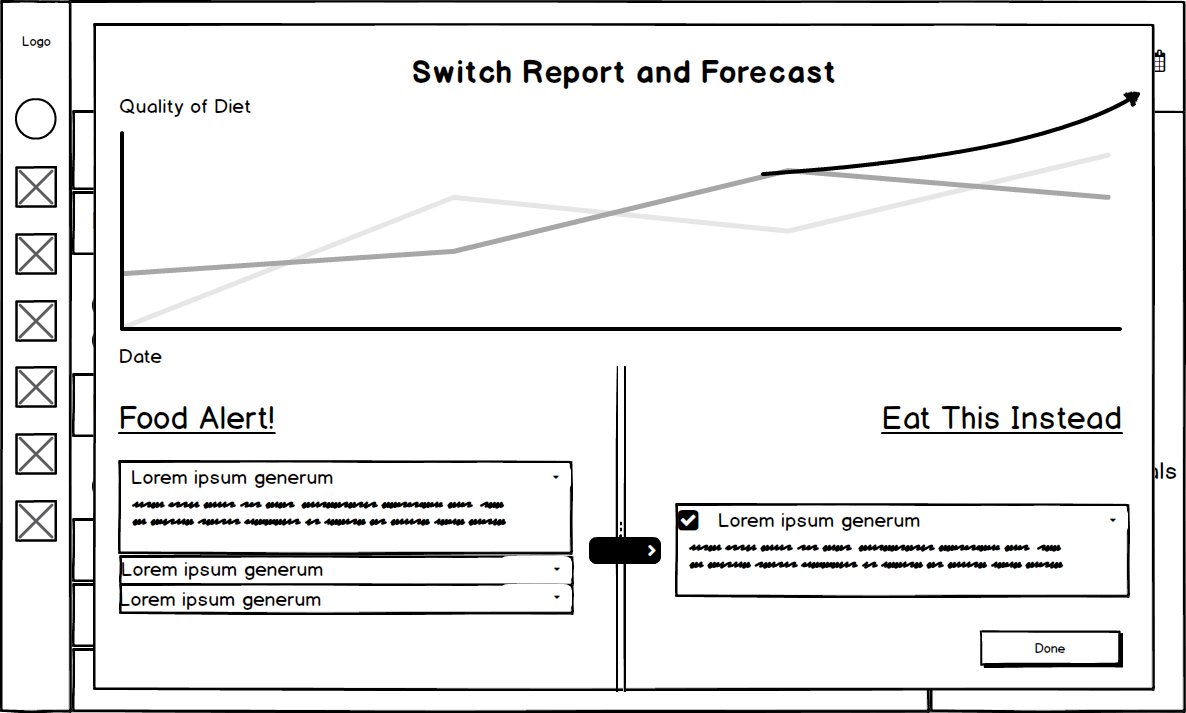 Logo
Switch Report and Forecast
Quality of Diet
Date
Food Alert!
Eat This Instead
als
Lorem ipsum generum
Lorem ipsum generum
Lorem ipsum generum
Lorem ipsum generum
Done